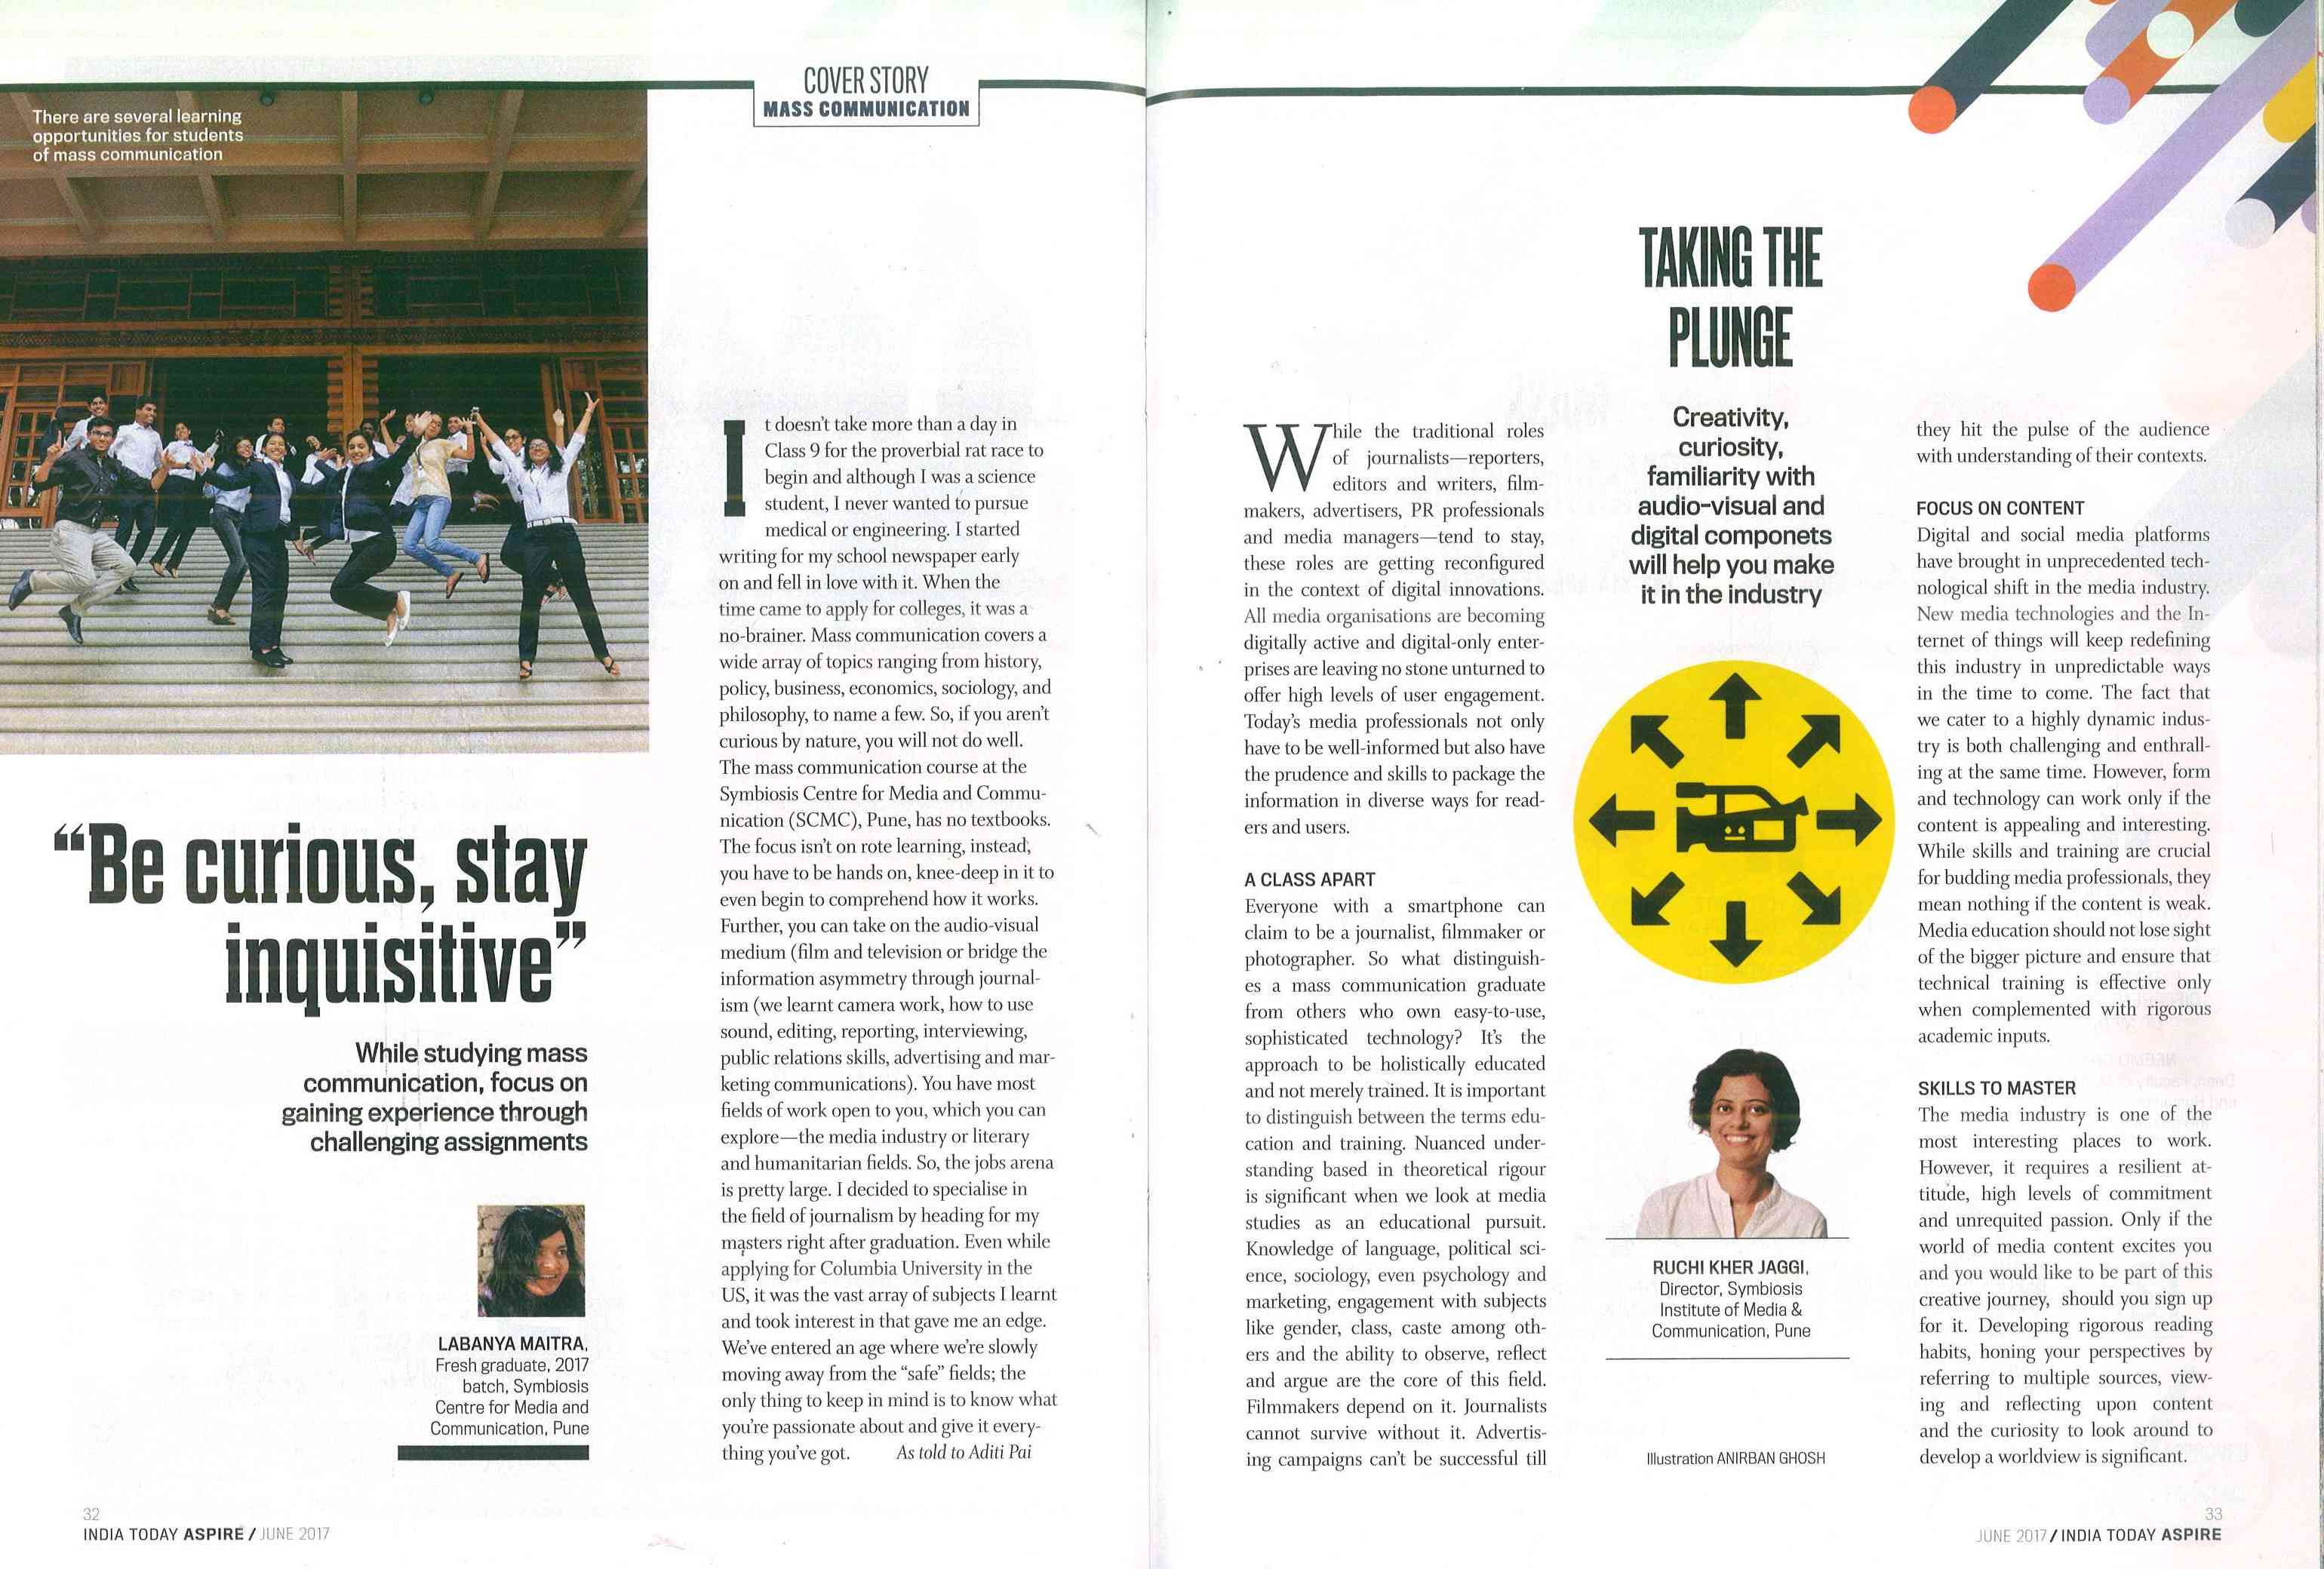 COVER STORY
MASS COMMUNICATION
There are several learning
opportunities for students
of mass communication
"Be curious, stay
inquisitive"
While studying mass
communication, focus on
gaining experience through
challenging assignments
LABANYA MAITRA,
Fresh graduate, 2017
batch, Symbiosis
Centre for Media and
Communication, Pune
It doesn't take more than a day in
Class 9 for the proverbial rat race to
begin and although I was a science
student, I never wanted to pursue
medical or engineering. I started
writing for my school newspaper early
on and fell in love with it. When the
time came to apply for colleges, it was a
no-brainer. Mass communication covers a
wide array of topics ranging from history,
policy, business, economics, sociology, and
philosophy, to name a few. So, if you aren't
curious by nature, you will not do well.
The mass communication course at the
Symbiosis Centre for Media and Commu-
nication (SCMC), Pune, has no textbooks.
The focus isn't on rote learning, instead,
you have to be hands on, knee-deep in it to
even begin to comprehend how it works.
Further, you can take on the audio-visual
medium (film and television or bridge the
information asymmetry through journal-
ism (we learnt camera work, how to use
sound, editing, reporting, interviewing,
public relations skills, advertising and mar-
keting communications). You have most
fields of work open to you, which you can
explore—the media industry or literary
and humanitarian fields. So, the jobs arena
is pretty large. I decided to specialise in
the field of journalism by heading for my
masters right after graduation. Even while
applying for Columbia University in the
US, it was the vast array of subjects I learnt
and took interest in that gave me an edge.
We've entered an age where we're slowly
moving away from the "safe" fields; the
only thing to keep in mind is to know what
you're passionate about and give it every-
thing you've got. As told to Aditi Pai
32
INDIA TODAY ASPIRE / JUNE 2017
TAKING THE
PLUNGE
Creativity,
curiosity,
familiarity with
audio-visual and
digital componets
will help you make
it in the industry
RUCHI KHER JAGGI,
Director, Symbiosis
Institute of Media &
Communication, Pune
Illustration ANIRBAN GHOSH
While the traditional roles
of journalists—reporters,
editors and writers, film-
makers, advertisers, PR professionals
and media managers—tend to stay,
these roles are getting reconfigured
in the context of digital innovations.
All media organisations are becoming
digitally active and digital-only enter-
prises are leaving no stone unturned to
offer high levels of user engagement.
Today's media professionals not only
have to be well-informed but also have
the prudence and skills to package the
information in diverse ways for read-
ers and users.
A CLASS APART
Everyone with a smartphone can
claim to be a journalist, filmmaker or
photographer. So what distinguish-
es a mass communication graduate
from others who own easy-to-use,
sophisticated technology? It's the
approach to be holistically educated
and not merely trained. It is important
to distinguish between the terms edu-
cation and training. Nuanced under-
standing based in theoretical rigour
is significant when we look at media
studies as an educational pursuit.
Knowledge of language, political sci-
ence, sociology, even psychology and
marketing, engagement with subjects
like gender, class, caste among oth-
ers and the ability to observe, reflect
and argue are the core of this field.
Filmmakers depend on it. Journalists
cannot survive without it. Advertis-
ing campaigns can't be successful till
they hit the pulse of the audience
with understanding of their contexts.
FOCUS ON CONTENT
Digital and social media platforms
have brought in unprecedented tech-
nological shift in the media industry.
New media technologies and the In-
ternet of things will keep redefining
this industry in unpredictable ways
in the time to come. The fact that
we cater to a highly dynamic indus-
try is both challenging and enthrall-
ing at the same time. However, form
and technology can work only if the
content is appealing and interesting.
While skills and training are crucial
for budding media professionals, they
mean nothing if the content is weak.
Media education should not lose sight
of the bigger picture and ensure that
technical training is effective only
when complemented with rigorous
academic inputs.
SKILLS TO MASTER
The media industry is one of the
most interesting places to work.
However, it requires a resilient at-
titude, high levels of commitment
and unrequited passion. Only if the
world of media content excites you
and you would like to be part of this
creative journey, should you sign up
for it. Developing rigorous reading
habits, honing your perspectives by
referring to multiple sources, view-
ing and reflecting upon content
and the curiosity to look around to
develop a worldview is significant.
33
JUNE 2017 / INDIA TODAY ASPIRE